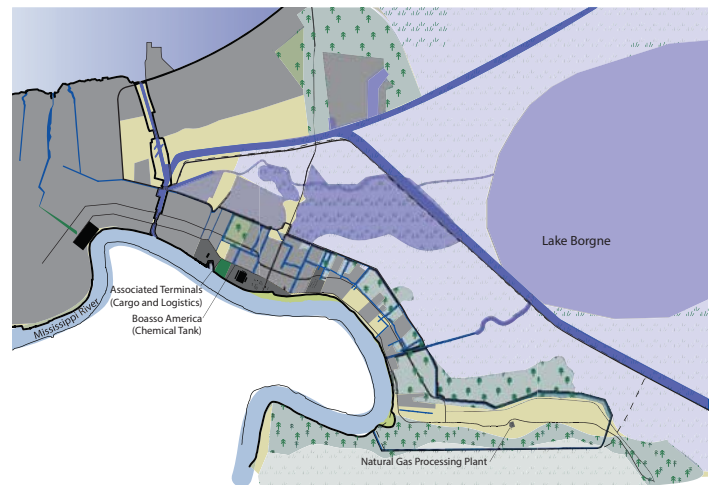 Lake Borgne
Associated Terminals
(Cargo and Logistics)
Boasso America
(Chemical Tank)
Mississippi River
Natural Gas Processing Plant